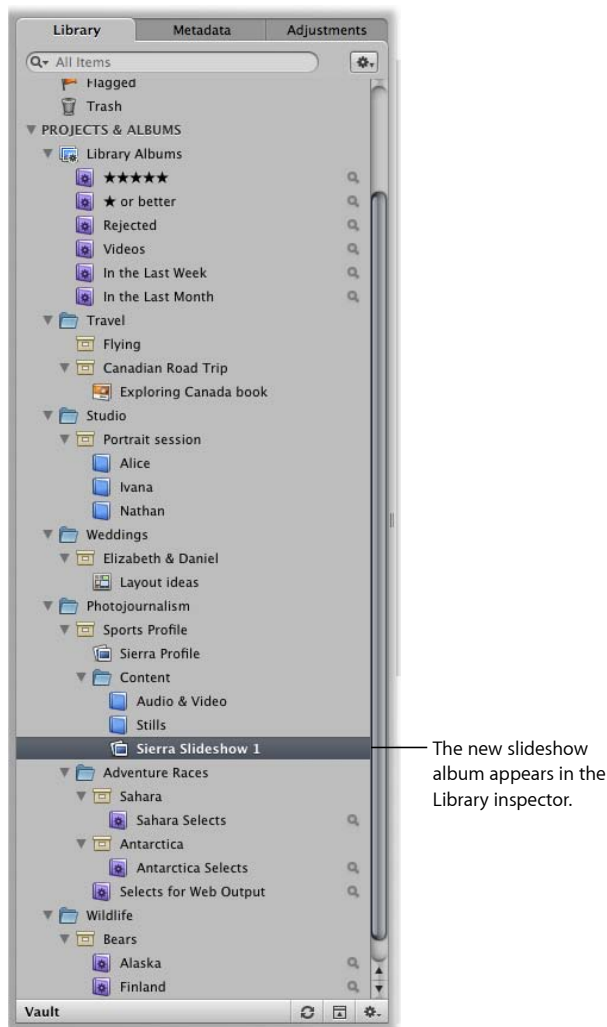 Library Metadata Adjustments
All Items
Flagged
Trash
PROJECTS & ALBUMS
Library Albums
★★★★★
★ or better
Rejected
Videos
In the Last Week
In the Last Month
Travel
Flying
Canadian Road Trip
Exploring Canada book
Studio
Portrait session
Alice
Ivana
Nathan
Weddings
Elizabeth & Daniel
Layout ideas
Photojournalism
Sports Profile
Sierra Profile
Content
Audio & Video
Stills
Sierra Slideshow 1
Adventure Races
Sahara
Sahara Selects
Antarctica
Antarctica Selects
Selects for Web Output
Wildlife
Bears
Alaska
Finland
Vault
The new slideshow
album appears in the
Library inspector.